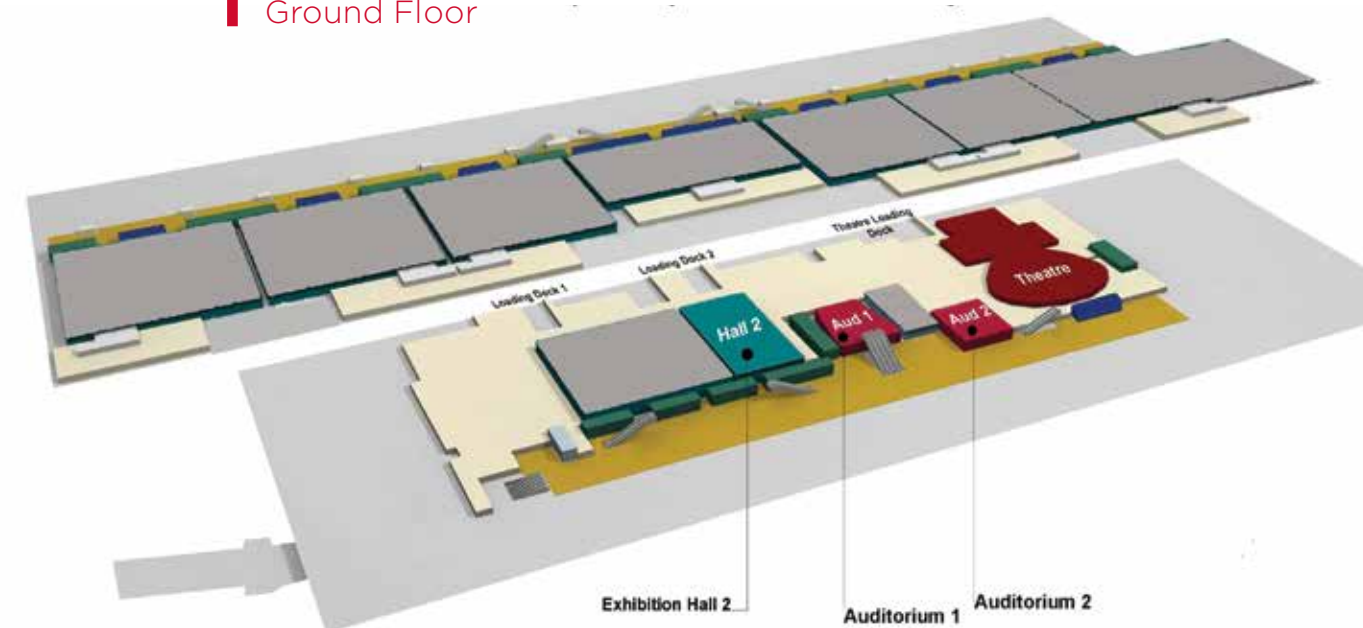 Ground Floor
Theatre Loading
Dock
Loading Dock 2
Loading Dock 1
Theatre
Hall 2
Aud 1
Aud 2
Exhibition Hall 2
Auditorium 1
Auditorium 2